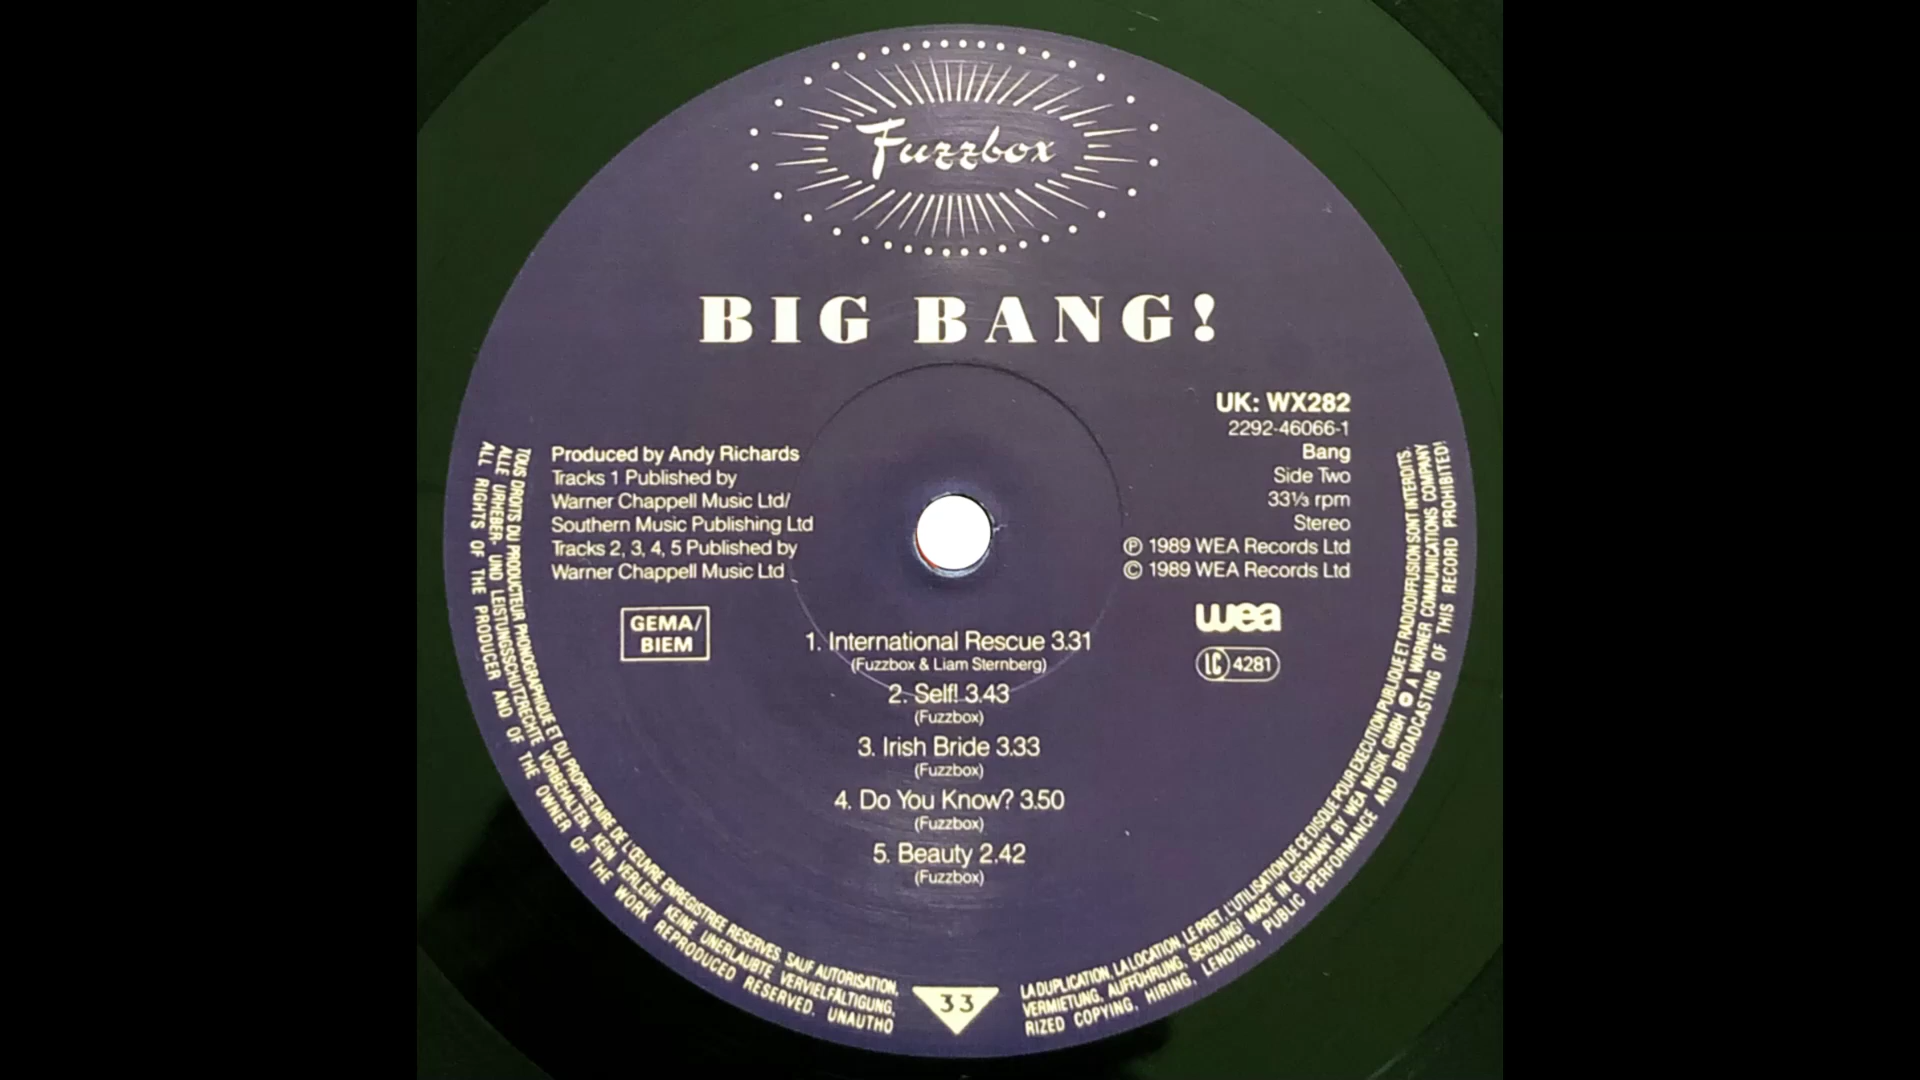 Fuzzbox
BIG BANG!
UK: WX282
2292-46066-1
Bang
Side Two
33⅓ rpm
Stereo
℗ 1989 WEA Records Ltd
© 1989 WEA Records Ltd
wea
LC 4281
Produced by Andy Richards
Tracks 1 Published by
Warner Chappell Music Ltd/
Southern Music Publishing Ltd
Tracks 2, 3, 4, 5 Published by
Warner Chappell Music Ltd
GEMA/
BIEM
1. International Rescue 3.31
(Fuzzbox & Liam Sternberg)
2. Self! 3.43
(Fuzzbox)
3. Irish Bride 3.33
(Fuzzbox)
4. Do You Know? 3.50
(Fuzzbox)
5. Beauty 2.42
(Fuzzbox)
TOUS DROITS DU PRODUCTEUR PHONOGRAPHIQUE ET DU PROPRIETAIRE DE L'ŒUVRE ENREGISTREE RESERVES. SAUF AUTORISATION,
LA DUPLICATION, LA LOCATION, LE PRET, L'UTILISATION DE CE DISQUE POUR EXECUTION PUBLIQUE ET RADIODIFFUSION SONT INTERDITS.
ALLE URHEBER- UND LEISTUNGSSCHUTZRECHTE VORBEHALTEN. KEIN VERLEIH! KEINE UNERLAUBTE VERVIELFÄLTIGUNG,
VERMIETUNG, AUFFÜHRUNG, SENDUNG! MADE IN GERMANY BY WEA MUSIK GMBH A WARNER COMMUNICATIONS COMPANY
ALL RIGHTS OF THE PRODUCER AND OF THE OWNER OF THE WORK REPRODUCED RESERVED. UNAUTHO
RIZED COPYING, HIRING, LENDING, PUBLIC PERFORMANCE AND BROADCASTING OF THIS RECORD PROHIBITED!
33